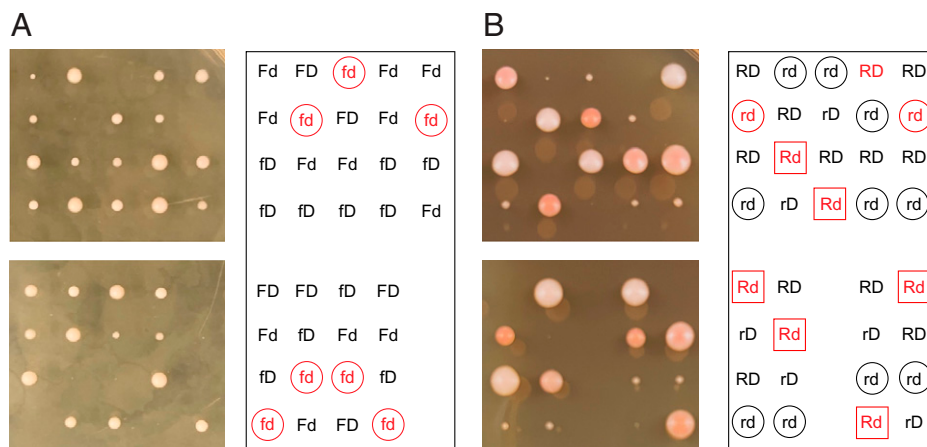 A
Fd FD fd Fd Fd
Fd fd FD Fd fd
fD Fd Fd fD fD
fD fD fD fD Fd
FD FD fD FD
Fd fD Fd Fd
fD fd fd fD
fd Fd FD fd
B
RD rd rd RD RD
rd RD rD rd rd
RD Rd RD RD RD
rd rD Rd rd rd
Rd RD RD Rd
rD Rd rD RD
RD rD rd rd
rd rd Rd rD